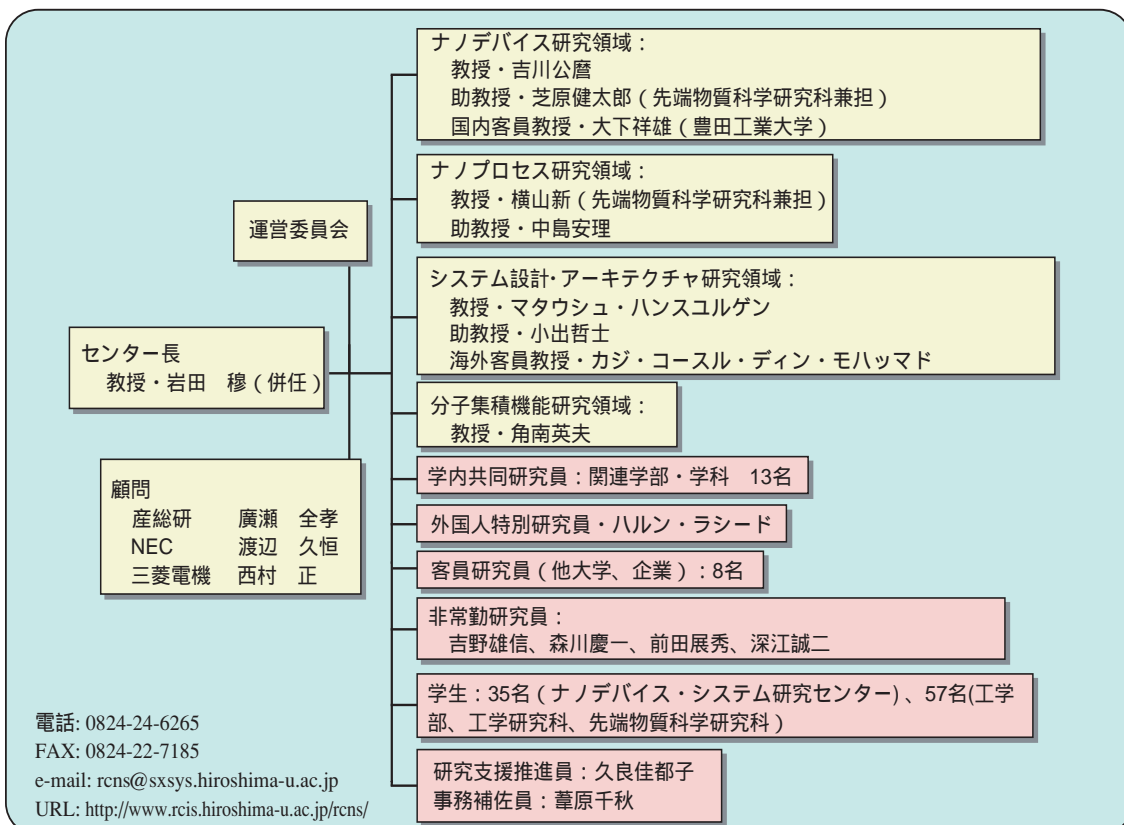 運営委員会
センター長
教授・岩田　穆（併任）
顧問
産総研　廣瀬　全孝
NEC　渡辺　久恒
三菱電機　西村　正
ナノデバイス研究領域：
教授・吉川公麿
助教授・芝原健太郎（先端物質科学研究科兼担）
国内客員教授・大下祥雄（豊田工業大学）
ナノプロセス研究領域：
教授・横山新（先端物質科学研究科兼担）
助教授・中島安理
システム設計・アーキテクチャ研究領域：
教授・マタウシュ・ハンスユルゲン
助教授・小出哲士
海外客員教授・カジ・コースル・ディン・モハッマド
分子集積機能研究領域：
教授・角南英夫
学内共同研究員：関連学部・学科　13名
外国人特別研究員・ハルン・ラシード
客員研究員（他大学、企業）：8名
非常勤研究員：
吉野雄信、森川慶一、前田展秀、深江誠二
学生：35名（ナノデバイス・システム研究センター）、57名(工学
部、工学研究科、先端物質科学研究科）
研究支援推進員：久良佳都子
事務補佐員：葦原千秋
電話: 0824-24-6265
FAX: 0824-22-7185
e-mail: rcns@sxsys.hiroshima-u.ac.jp
URL: http://www.rcis.hiroshima-u.ac.jp/rcns/